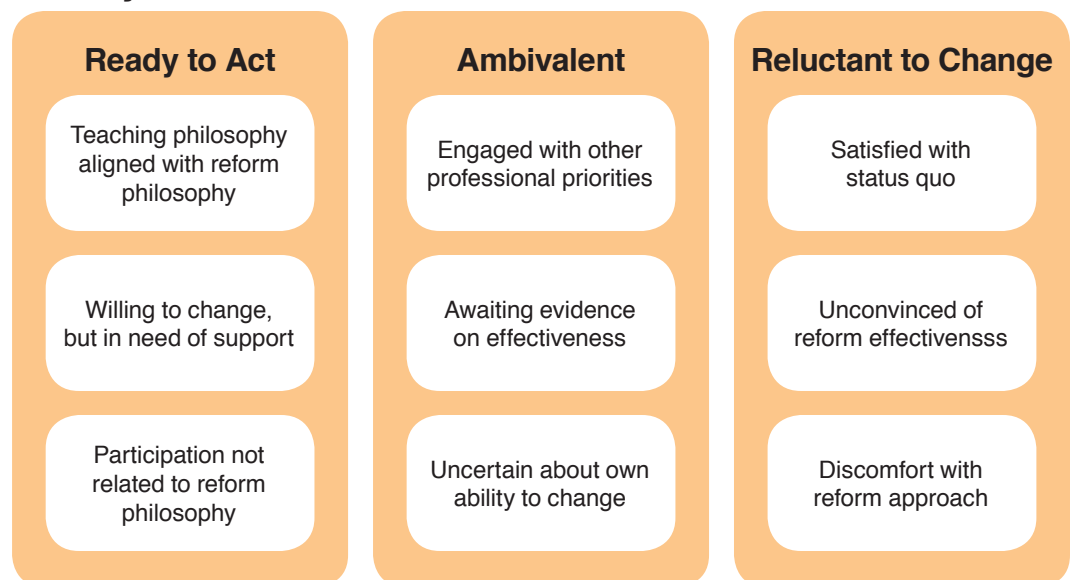 Ready to Act
Teaching philosophy
aligned with reform
philosophy
Willing to change,
but in need of support
Participation not
related to reform
philosophy
Ambivalent
Engaged with other
professional priorities
Awaiting evidence
on effectiveness
Uncertain about own
ability to change
Reluctant to Change
Satisfied with
status quo
Unconvinced of
reform effectivensss
Discomfort with
reform approach